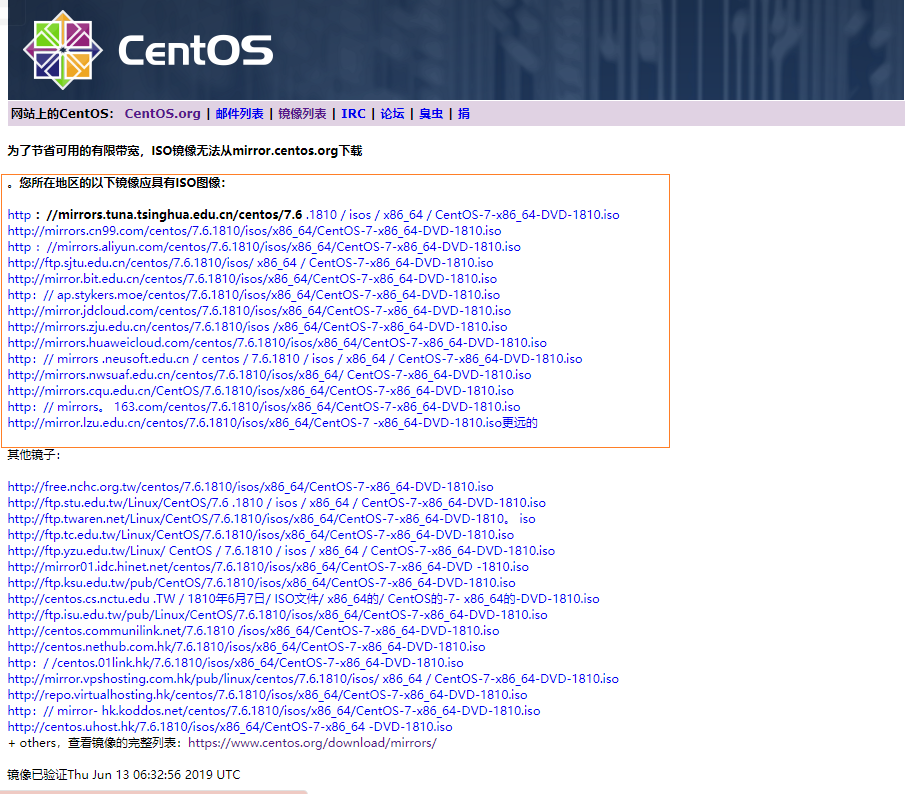 CentOS
网站上的CentOS： CentOS.org | 邮件列表 | 镜像列表 | IRC | 论坛 | 臭虫 | 捐
为了节省可用的有限带宽，ISO镜像无法从mirror.centos.org下载
。您所在地区的以下镜像应具有ISO图像：
http ：//mirrors.tuna.tsinghua.edu.cn/centos/7.6 .1810 / isos / x86_64 / CentOS-7-x86_64-DVD-1810.iso
http://mirrors.cn99.com/centos/7.6.1810/isos/x86_64/CentOS-7-x86_64-DVD-1810.iso
http ：//mirrors.aliyun.com/centos/7.6.1810/isos/x86_64/CentOS-7-x86_64-DVD-1810.iso
http://ftp.sjtu.edu.cn/centos/7.6.1810/isos/ x86_64 / CentOS-7-x86_64-DVD-1810.iso
http://mirror.bit.edu.cn/centos/7.6.1810/isos/x86_64/CentOS-7-x86_64-DVD-1810.iso
http：// ap.stykers.moe/centos/7.6.1810/isos/x86_64/CentOS-7-x86_64-DVD-1810.iso
http://mirror.jdcloud.com/centos/7.6.1810/isos/x86_64/CentOS-7-x86_64-DVD-1810.iso
http://mirrors.zju.edu.cn/centos/7.6.1810/isos /x86_64/CentOS-7-x86_64-DVD-1810.iso
http://mirrors.huaweicloud.com/centos/7.6.1810/isos/x86_64/CentOS-7-x86_64-DVD-1810.iso
http：// mirrors .neusoft.edu.cn / centos / 7.6.1810 / isos / x86_64 / CentOS-7-x86_64-DVD-1810.iso
http://mirrors.nwsuaf.edu.cn/centos/7.6.1810/isos/x86_64/ CentOS-7-x86_64-DVD-1810.iso
http://mirrors.cqu.edu.cn/CentOS/7.6.1810/isos/x86_64/CentOS-7-x86_64-DVD-1810.iso
http：// mirrors。 163.com/centos/7.6.1810/isos/x86_64/CentOS-7-x86_64-DVD-1810.iso
http://mirror.lzu.edu.cn/centos/7.6.1810/isos/x86_64/CentOS-7 -x86_64-DVD-1810.iso更远的
其他镜子：
http://free.nchc.org.tw/centos/7.6.1810/isos/x86_64/CentOS-7-x86_64-DVD-1810.iso
http://ftp.stu.edu.tw/Linux/CentOS/7.6 .1810 / isos / x86_64 / CentOS-7-x86_64-DVD-1810.iso
http://ftp.twaren.net/Linux/CentOS/7.6.1810/isos/x86_64/CentOS-7-x86_64-DVD-1810。 iso
http://ftp.tc.edu.tw/Linux/CentOS/7.6.1810/isos/x86_64/CentOS-7-x86_64-DVD-1810.iso
http://ftp.yzu.edu.tw/Linux/ CentOS / 7.6.1810 / isos / x86_64 / CentOS-7-x86_64-DVD-1810.iso
http://mirror01.idc.hinet.net/centos/7.6.1810/isos/x86_64/CentOS-7-x86_64-DVD -1810.iso
http://ftp.ksu.edu.tw/pub/CentOS/7.6.1810/isos/x86_64/CentOS-7-x86_64-DVD-1810.iso
http://centos.cs.nctu.edu .TW / 1810年6月7日/ ISO文件/ x86_64的/ CentOS的-7- x86_64的-DVD-1810.iso
http://ftp.isu.edu.tw/pub/Linux/CentOS/7.6.1810/isos/x86_64/CentOS-7-x86_64-DVD-1810.iso
http://centos.communilink.net/7.6.1810 /isos/x86_64/CentOS-7-x86_64-DVD-1810.iso
http://centos.nethub.com.hk/7.6.1810/isos/x86_64/CentOS-7-x86_64-DVD-1810.iso
http：/ /centos.01link.hk/7.6.1810/isos/x86_64/CentOS-7-x86_64-DVD-1810.iso
http://mirror.vpshosting.com.hk/pub/linux/centos/7.6.1810/isos/ x86_64 / CentOS-7-x86_64-DVD-1810.iso
http://repo.virtualhosting.hk/centos/7.6.1810/isos/x86_64/CentOS-7-x86_64-DVD-1810.iso
http：// mirror- hk.koddos.net/centos/7.6.1810/isos/x86_64/CentOS-7-x86_64-DVD-1810.iso
http://centos.uhost.hk/7.6.1810/isos/x86_64/CentOS-7-x86_64 -DVD-1810.iso
+ others，查看镜像的完整列表：https://www.centos.org/download/mirrors/
镜像已验证Thu Jun 13 06:32:56 2019 UTC